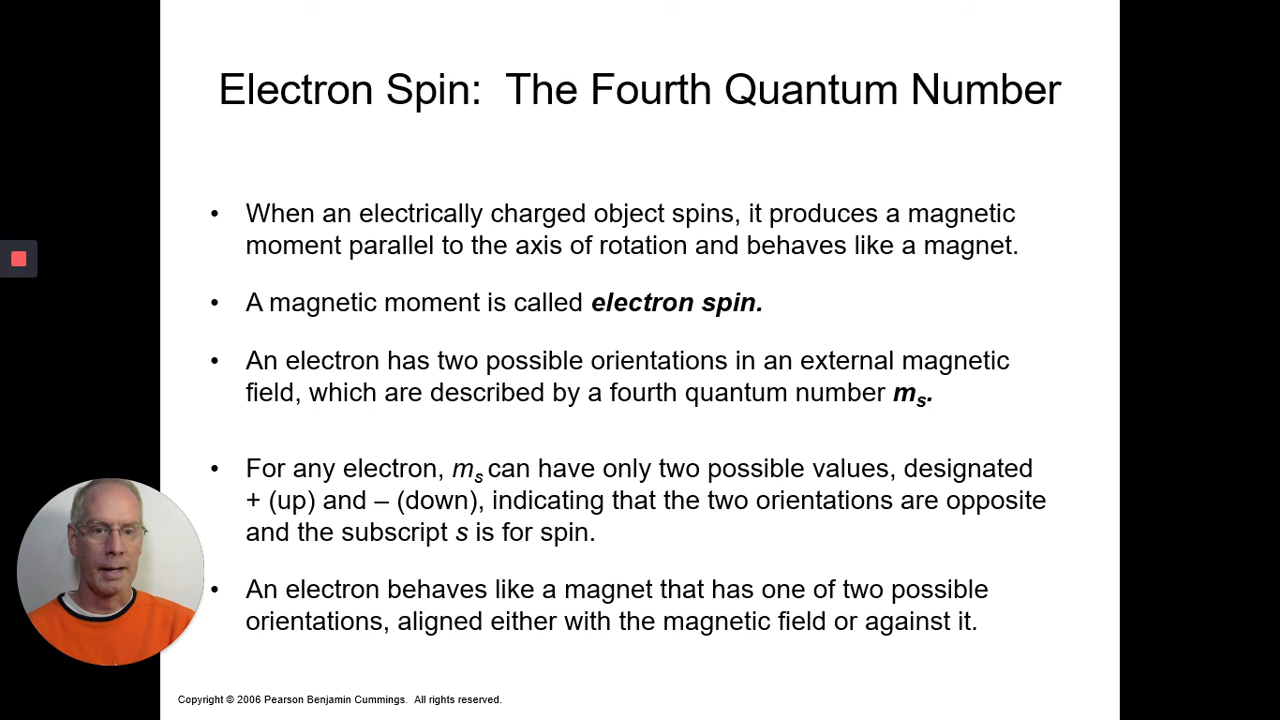 Electron Spin: The Fourth Quantum Number
• When an electrically charged object spins, it produces a magnetic
moment parallel to the axis of rotation and behaves like a magnet.
• A magnetic moment is called electron spin.
• An electron has two possible orientations in an external magnetic
field, which are described by a fourth quantum number ms.
• For any electron, ms can have only two possible values, designated
+ (up) and – (down), indicating that the two orientations are opposite
and the subscript s is for spin.
• An electron behaves like a magnet that has one of two possible
orientations, aligned either with the magnetic field or against it.
Copyright © 2006 Pearson Benjamin Cummings. All rights reserved.